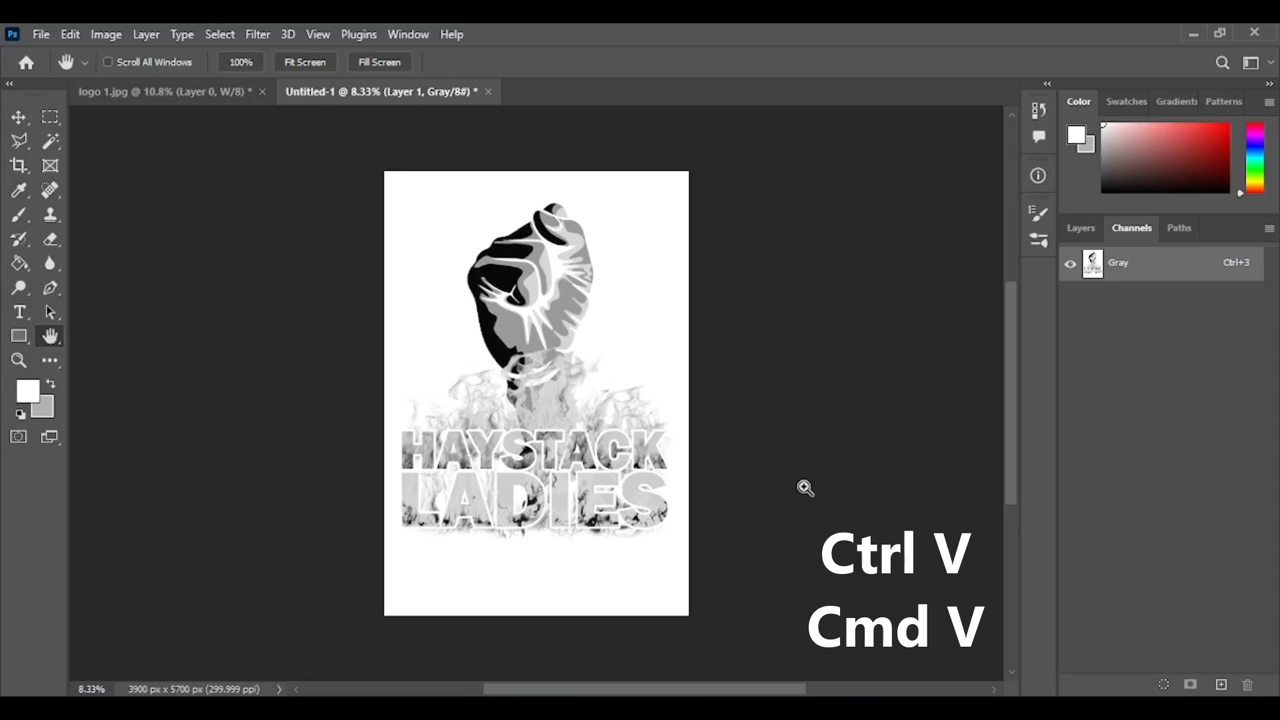 Ps File Edit Image Layer Type Select Filter 3D View Plugins Window Help
Scroll All Windows 100% Fit Screen Fill Screen
logo 1.jpg @ 10.8% (Layer 0, W/8) * Untitled-1 @ 8.33% (Layer 1, Gray/8#) *
Color Swatches Gradients Patterns
Layers Channels Paths
Gray Ctrl+3
HAYSTACK
LADIES
Ctrl V
Cmd V
8.33% 3900 px x 5700 px (299.999 ppi)